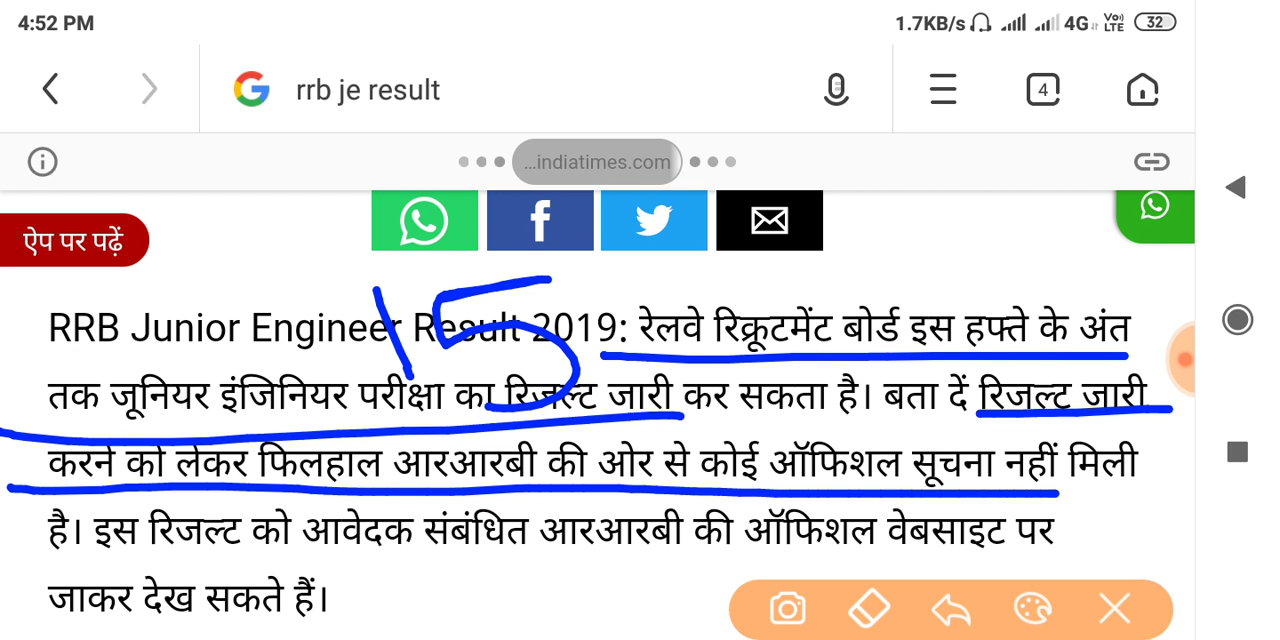 4:52 PM
1.7KB/s 4G Vo)) LTE 32
rrb je result
4
...indiatimes.com
ऐप पर पढ़ें
15
RRB Junior Engineer Result 2019: रेलवे रिक्रूटमेंट बोर्ड इस हफ्ते के अंत
तक जूनियर इंजिनियर परीक्षा का रिजल्ट जारी कर सकता है। बता दें रिजल्ट जारी
करने को लेकर फिलहाल आरआरबी की ओर से कोई ऑफिशल सूचना नहीं मिली
है। इस रिजल्ट को आवेदक संबंधित आरआरबी की ऑफिशल वेबसाइट पर
जाकर देख सकते हैं।